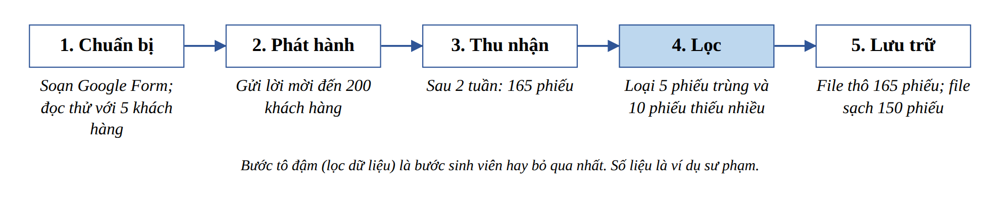 1. Chuẩn bị
Soạn Google Form;
đọc thử với 5 khách
hàng
2. Phát hành
Gửi lời mời đến 200
khách hàng
3. Thu nhận
Sau 2 tuần: 165 phiếu
4. Lọc
Loại 5 phiếu trùng và
10 phiếu thiếu nhiều
5. Lưu trữ
File thô 165 phiếu; file
sạch 150 phiếu
Bước tô đậm (lọc dữ liệu) là bước sinh viên hay bỏ qua nhất. Số liệu là ví dụ sư phạm.